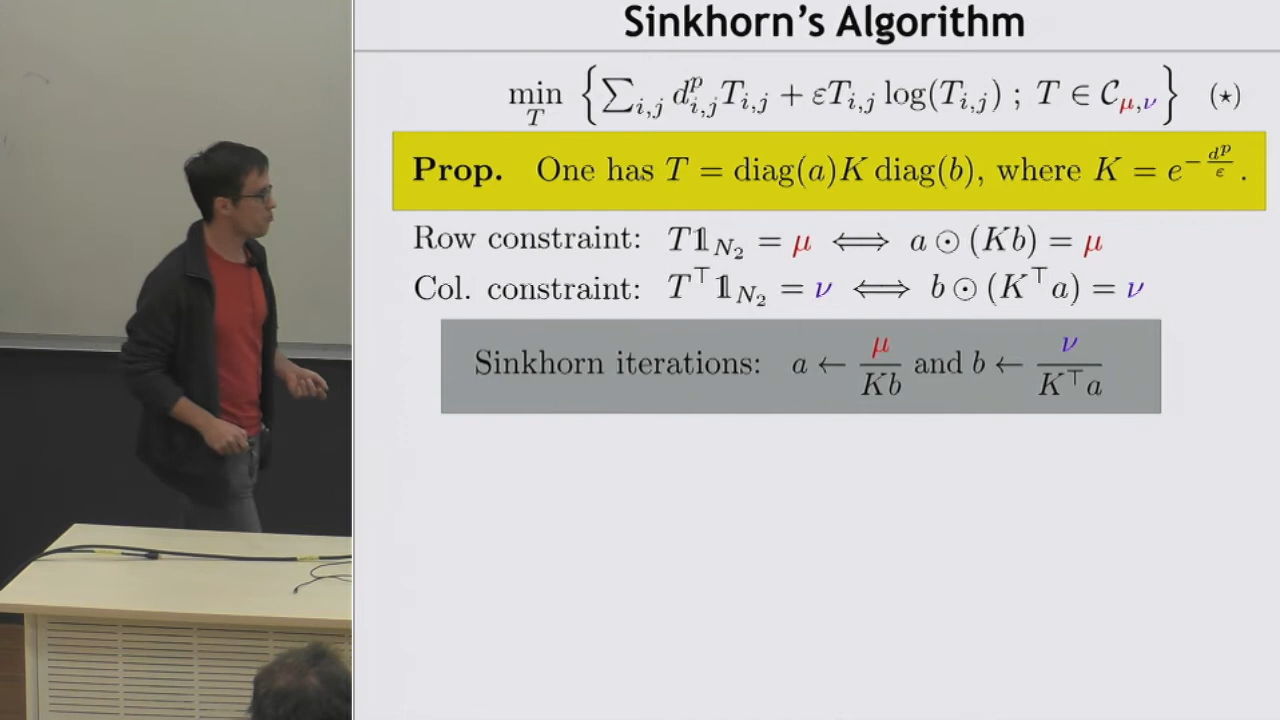 Sinkhorn's Algorithm
min_T { ∑_{i,j} d^p_{i,j} T_{i,j} + εT_{i,j} log(T_{i,j}) ; T ∈ C_{μ,ν} } (⋆)
Prop. One has T = diag(a)K diag(b), where K = e^{-d^p/ε}.
Row constraint: T𝟙_{N_2} = μ ⟺ a ⊙ (Kb) = μ
Col. constraint: T^⊤𝟙_{N_2} = ν ⟺ b ⊙ (K^⊤a) = ν
Sinkhorn iterations: a ← μ/Kb and b ← ν/K^⊤a